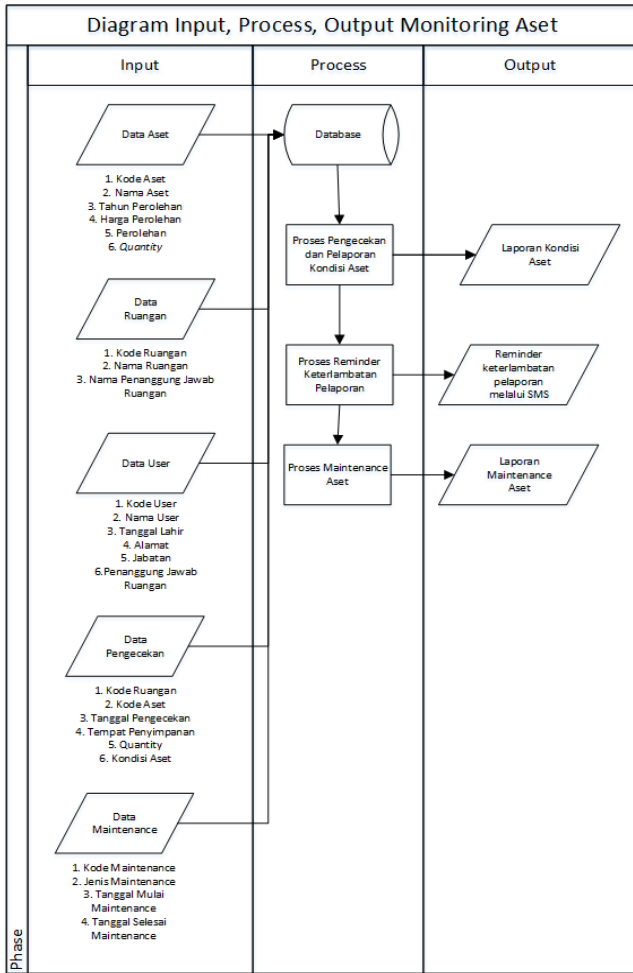 Diagram Input, Process, Output Monitoring Aset
Input
Process
Output
Data Aset
1. Kode Aset
2. Nama Aset
3. Tahun Perolehan
4. Harga Perolehan
5. Perolehan
6. Quantity
Data
Ruangan
1. Kode Ruangan
2. Nama Ruangan
3. Nama Penanggung Jawab
Ruangan
Data User
1. Kode User
2. Nama User
3. Tanggal Lahir
4. Alamat
5. Jabatan
6.Penanggung Jawab
Ruangan
Data
Pengecekan
1. Kode Ruangan
2. Kode Aset
3. Tanggal Pengecekan
4. Tempat Penyimpanan
5. Quantity
6. Kondisi Aset
Data
Maintenance
1. Kode Maintenance
2. Jenis Maintenance
3. Tanggal Mulai
Maintenance
4. Tanggal Selesai
Maintenance
Database
Proses Pengecekan
dan Pelaporan
Kondisi Aset
Proses Reminder
Keterlambatan
Pelaporan
Proses Maintenance
Aset
Laporan Kondisi
Aset
Reminder
keterlambatan
pelaporan
melalui SMS
Laporan
Maintenance
Aset
Phase